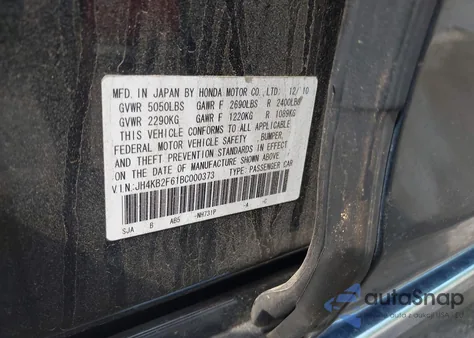 MFD. IN JAPAN BY HONDA MOTOR CO., LTD. 12/10
GVWR 5050LBS GAWR F 2690LBS R 2400LBS
GVWR 2290KG GAWR F 1220KG R 1089KG
THIS VEHICLE CONFORMS TO ALL APPLICABLE
FEDERAL MOTOR VEHICLE SAFETY, BUMPER,
AND THEFT PREVENTION STANDARDS IN EFFECT
ON THE DATE OF MANUFACTURE SHOWN ABOVE.
V.I.N.:JH4KB2F61BC000373 TYPE: PASSENGER CAR
SJA B AB5 -NH731P -A -C
autoSnap